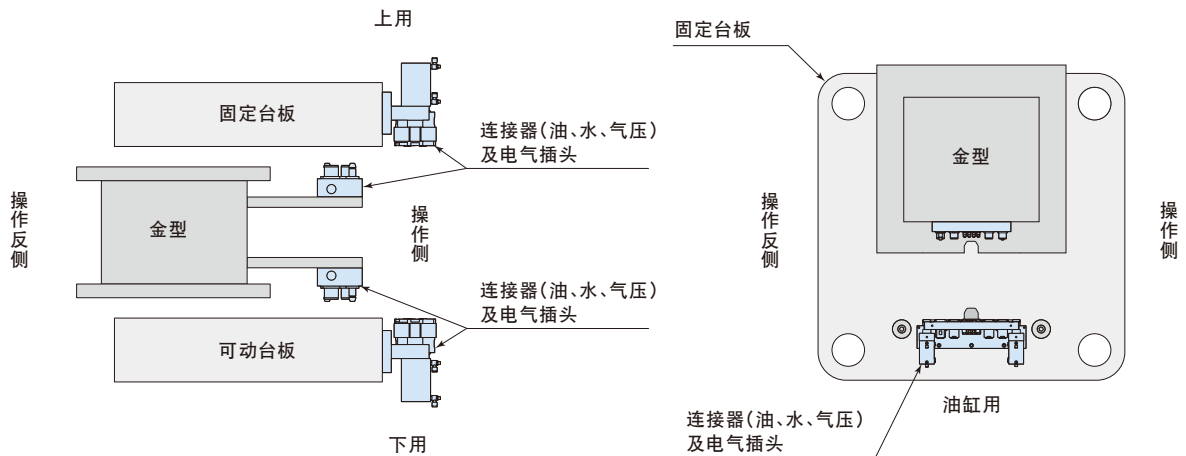 上用
固定台板
连接器(油、水、气压)
及电气插头
操作反侧
金型
操作侧
连接器(油、水、气压)
及电气插头
可动台板
下用
固定台板
金型
操作反侧
操作侧
油缸用
连接器(油、水、气压)
及电气插头